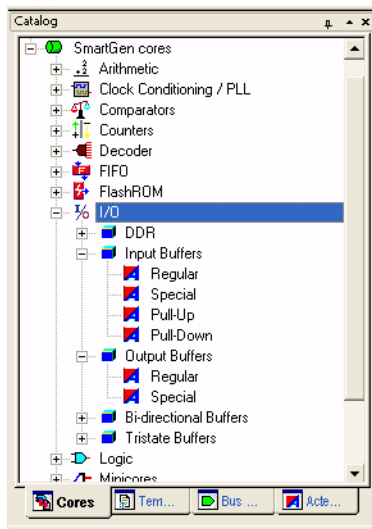 Catalog
SmartGen cores
Arithmetic
Clock Conditioning / PLL
Comparators
Counters
Decoder
FIFO
FlashROM
I/O
DDR
Input Buffers
Regular
Special
Pull-Up
Pull-Down
Output Buffers
Regular
Special
Bi-directional Buffers
Tristate Buffers
Logic
Minicores
Cores Tem... Bus ... Acte...